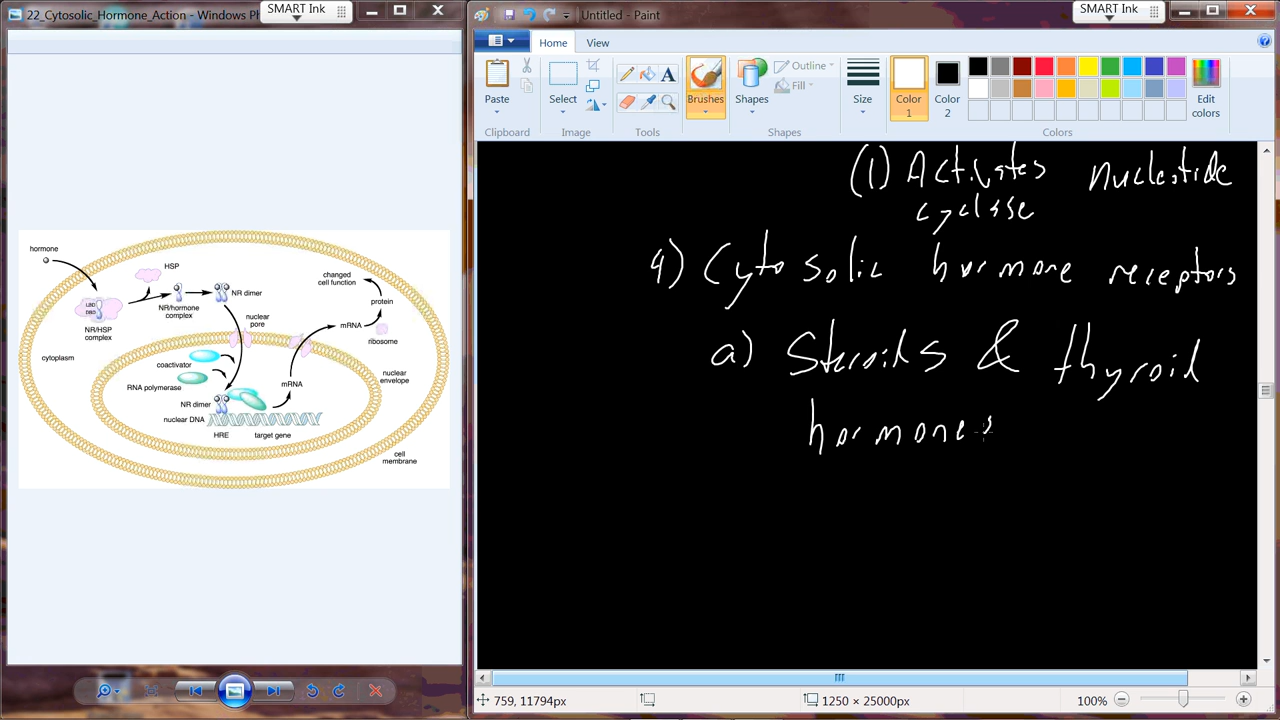 22_Cytosolic_Hormone_Action - Windows Ph
SMART Ink
Untitled - Paint
SMART Ink
Home
View
Paste
Select
Brushes
Shapes
Outline
Fill
Size
Color 1
Color 2
Edit colors
Clipboard
Image
Tools
Shapes
Colors
hormone
HSP
LBD
DBD
NR/HSP
complex
NR/hormone
complex
NR dimer
changed
cell function
protein
mRNA
ribosome
nuclear
pore
cytoplasm
coactivator
RNA polymerase
mRNA
nuclear
envelope
NR dimer
nuclear DNA
HRE
target gene
cell
membrane
(1) Activates nucleotide
cyclase
4) Cytosolic hormone receptors
a) Steroids & thyroid
hormones
759, 11794px
1250 × 25000px
100%